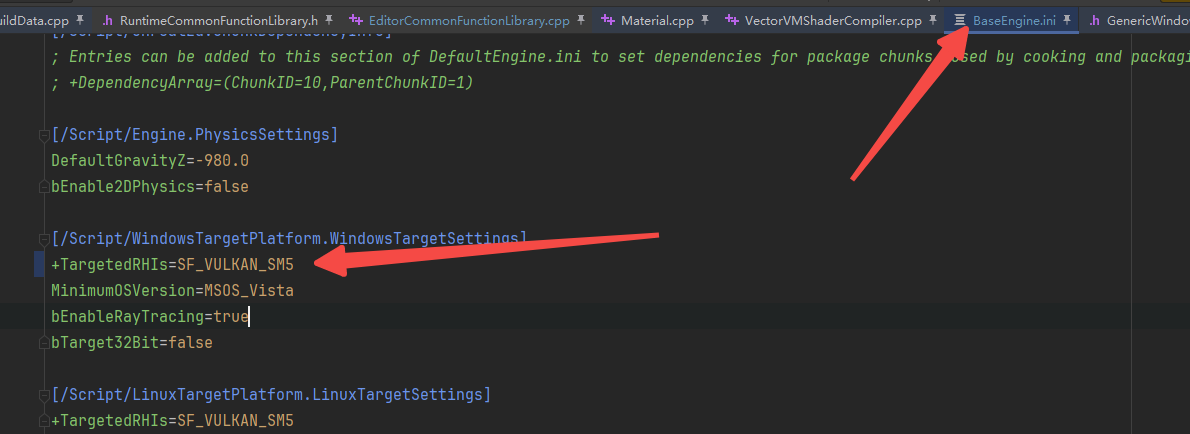 uildData.cpp RuntimeCommonFunctionLibrary.h EditorCommonFunctionLibrary.cpp Material.cpp VectorVMShaderCompiler.cpp BaseEngine.ini GenericWindo
; Entries can be added to this section of DefaultEngine.ini to set dependencies for package chunks used by cooking and packagi
; +DependencyArray=(ChunkID=10,ParentChunkID=1)
[/Script/Engine.PhysicsSettings]
DefaultGravityZ=-980.0
bEnable2DPhysics=false
[/Script/WindowsTargetPlatform.WindowsTargetSettings]
+TargetedRHIs=SF_VULKAN_SM5
MinimumOSVersion=MSOS_Vista
bEnableRayTracing=true
bTarget32Bit=false
[/Script/LinuxTargetPlatform.LinuxTargetSettings]
+TargetedRHIs=SF_VULKAN_SM5